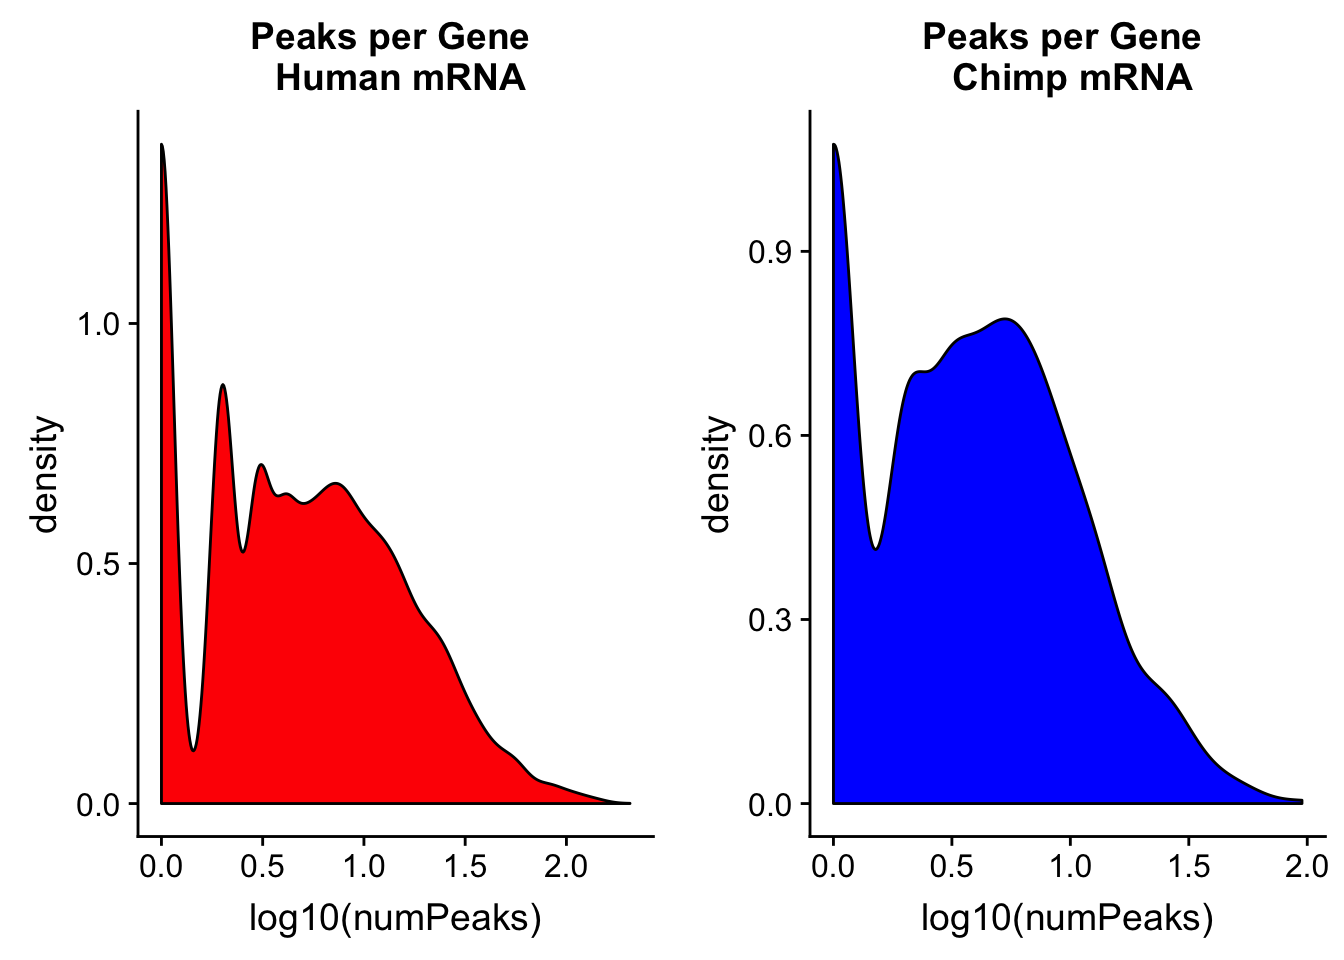 Peaks per Gene
Human mRNA
density
1.0
0.5
0.0
0.0 0.5 1.0 1.5 2.0
log10(numPeaks)
Peaks per Gene
Chimp mRNA
density
0.9
0.6
0.3
0.0
0.0 0.5 1.0 1.5 2.0
log10(numPeaks)